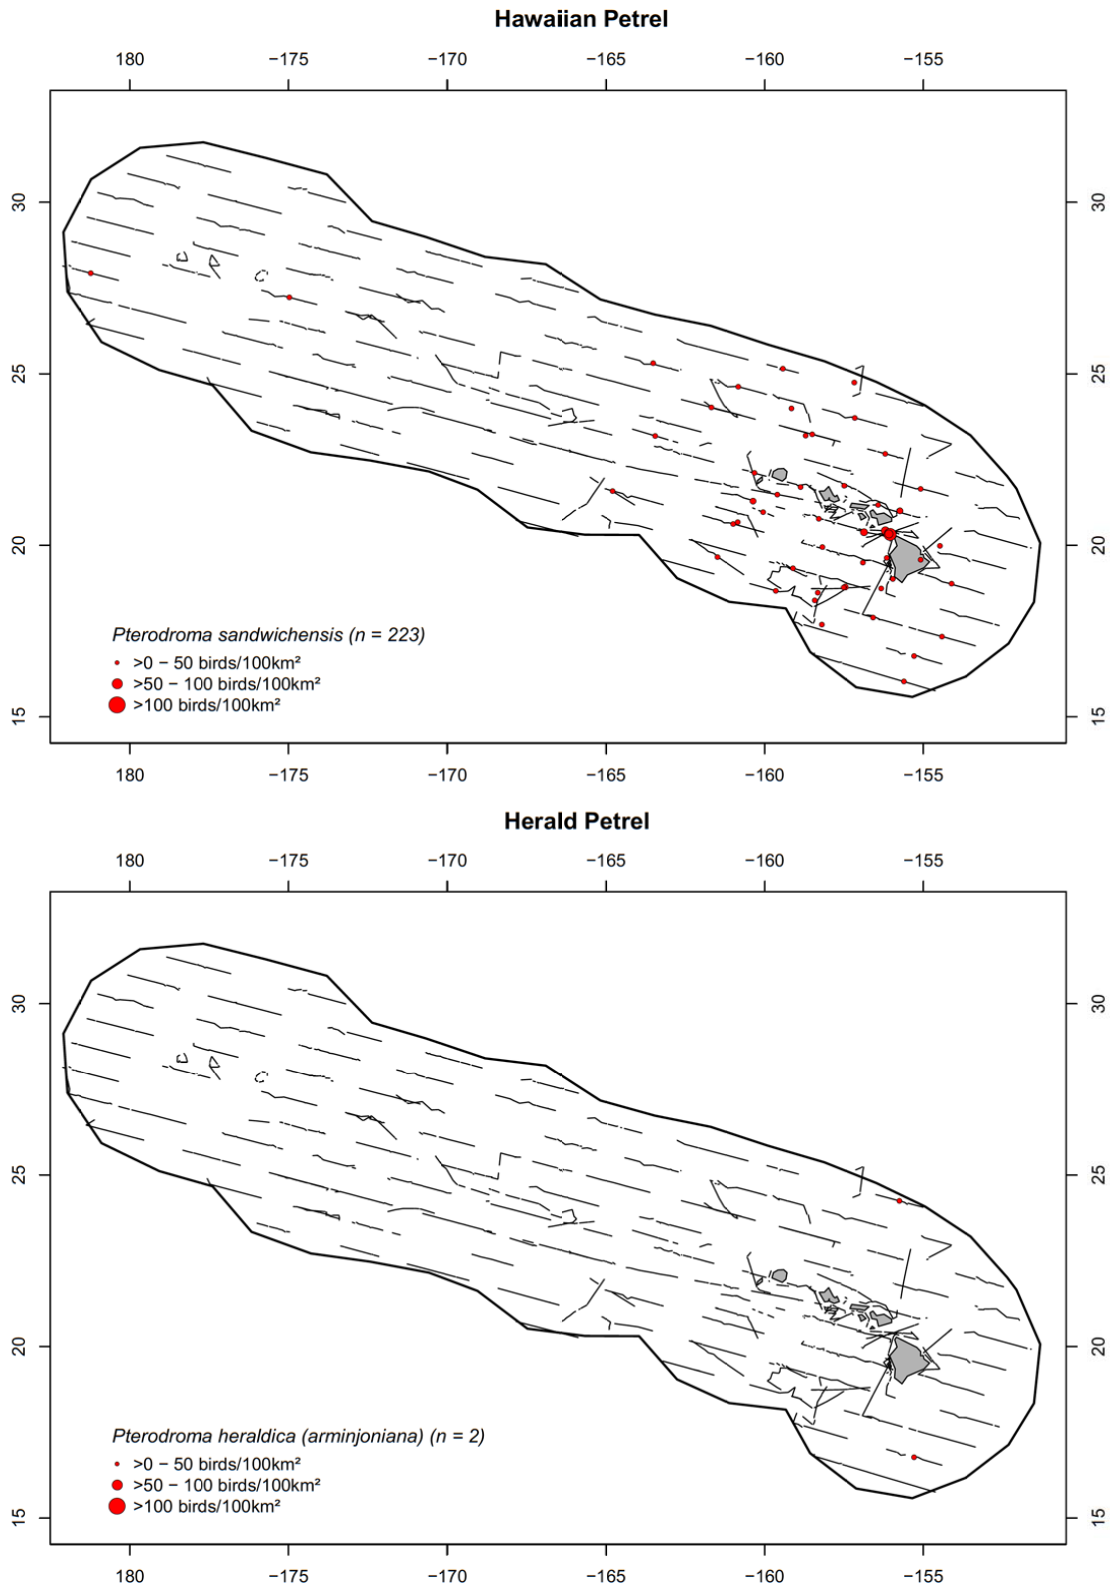 Hawaiian Petrel
180 −175 −170 −165 −160 −155
30 30
25 25
20 20
15 15
Pterodroma sandwichensis (n = 223)
>0 − 50 birds/100km²
>50 − 100 birds/100km²
>100 birds/100km²
180 −175 −170 −165 −160 −155
Herald Petrel
180 −175 −170 −165 −160 −155
30 30
25 25
20 20
15 15
Pterodroma heraldica (arminjoniana) (n = 2)
>0 − 50 birds/100km²
>50 − 100 birds/100km²
>100 birds/100km²
180 −175 −170 −165 −160 −155